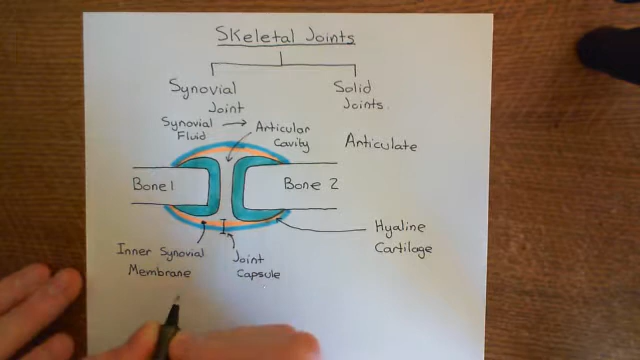 Skeletal Joints
Synovial
Joint
Solid
Joints.
Synovial
Fluid
Articular
Cavity
Articulate
Bone 1
Bone 2
Hyaline
Cartilage
Inner Synovial
Membrane
Joint
Capsule